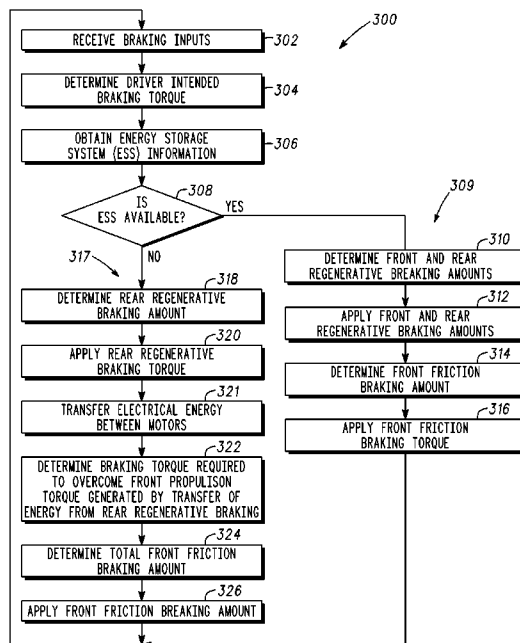 300
RECEIVE BRAKING INPUTS
302
DETERMINE DRIVER INTENDED
BRAKING TORQUE
304
OBTAIN ENERGY STORAGE
SYSTEM (ESS) INFORMATION
306
308
IS
ESS AVAILABLE?
YES
NO
309
310
DETERMINE FRONT AND REAR
REGENERATIVE BREAKING AMOUNTS
312
APPLY FRONT AND REAR
REGENERATIVE BRAKING AMOUNTS
314
DETERMINE FRONT FRICTION
BRAKING AMOUNT
316
APPLY FRONT FRICTION
BRAKING TORQUE
317
318
DETERMINE REAR REGENERATIVE
BRAKING AMOUNT
320
APPLY REAR REGENERATIVE
BRAKING TORQUE
321
TRANSFER ELECTRICAL ENERGY
BETWEEN MOTORS
322
DETERMINE BRAKING TORQUE REQUIRED
TO OVERCOME FRONT PROPULISON
TORQUE GENERATED BY TRANSFER OF
ENERGY FROM REAR REGENERATIVE BRAKING
324
DETERMINE TOTAL FRONT FRICTION
BRAKING AMOUNT
326
APPLY FRONT FRICTION BREAKING AMOUNT